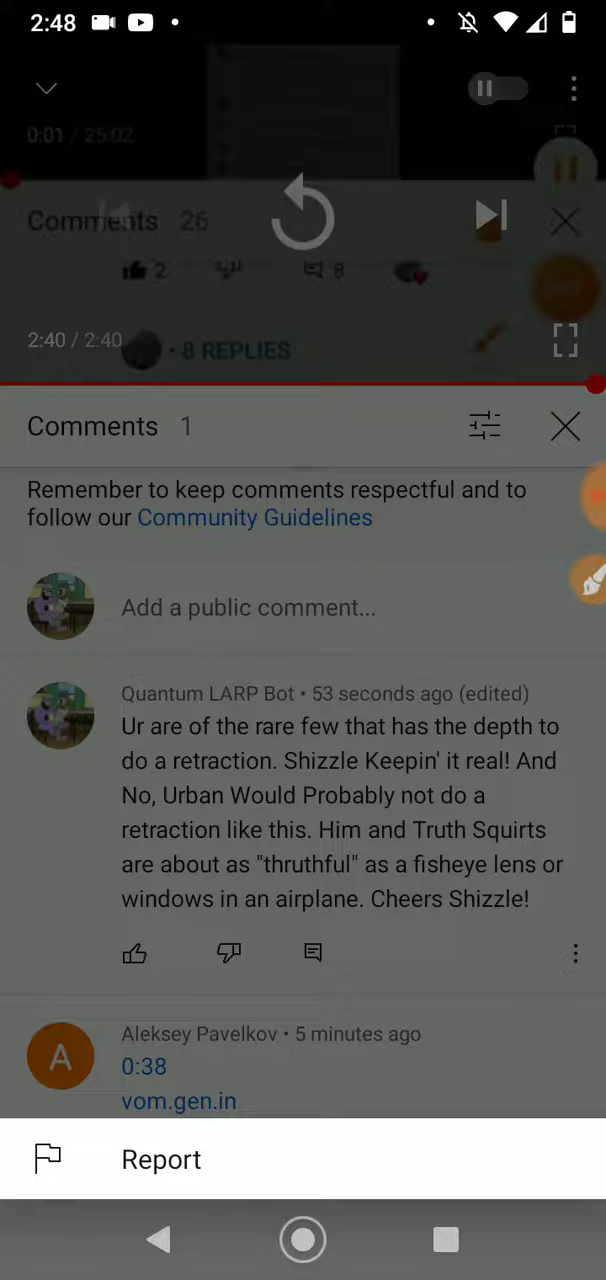 2:48
0:01 / 25:02
Comments 26
2 8
2:40 / 2:40
• 8 REPLIES
Comments 1
Remember to keep comments respectful and to
follow our Community Guidelines
Add a public comment...
Quantum LARP Bot • 53 seconds ago (edited)
Ur are of the rare few that has the depth to
do a retraction. Shizzle Keepin' it real! And
No, Urban Would Probably not do a
retraction like this. Him and Truth Squirts
are about as "thruthful" as a fisheye lens or
windows in an airplane. Cheers Shizzle!
Aleksey Pavelkov • 5 minutes ago
A
0:38
vom.gen.in
Report